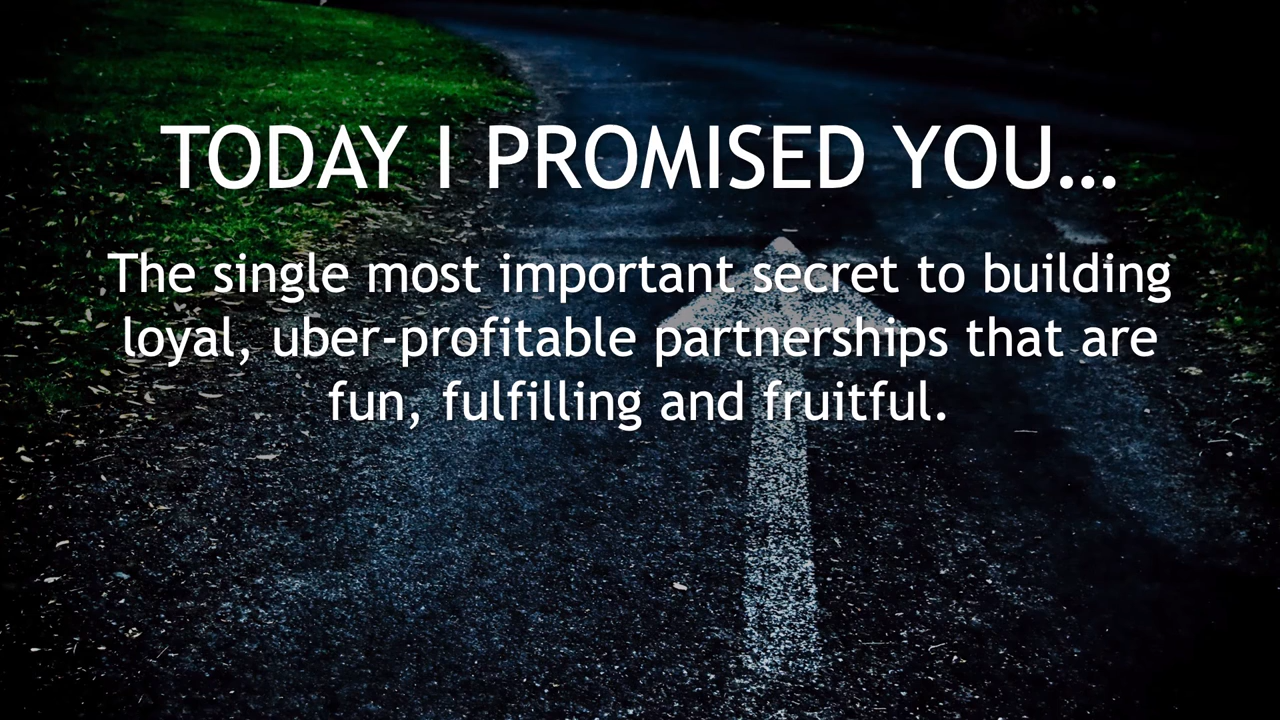 TODAY I PROMISED YOU...
The single most important secret to building
loyal, uber-profitable partnerships that are
fun, fulfilling and fruitful.